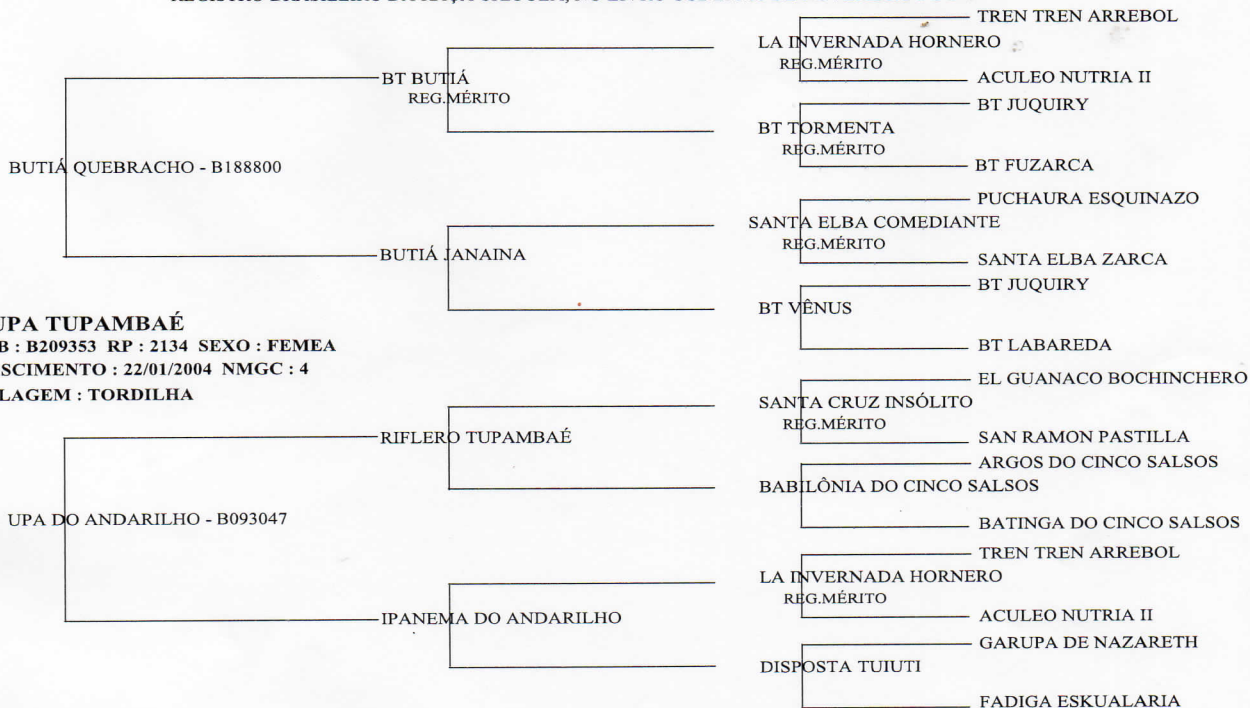 TREN TREN ARREBOL
LA INVERNADA HORNERO
REG.MÉRITO
BT BUTIÁ
REG.MÉRITO
ACULEO NUTRIA II
BT JUQUIRY
BT TORMENTA
REG.MÉRITO
BT FUZARCA
BUTIÁ QUEBRACHO - B188800
PUCHAURA ESQUINAZO
SANTA ELBA COMEDIANTE
REG.MÉRITO
BUTIÁ JANAINA
SANTA ELBA ZARCA
BT JUQUIRY
BT VÊNUS
BT LABAREDA
UPA TUPAMBAÉ
B : B209353 RP : 2134 SEXO : FEMEA
SCIMENTO : 22/01/2004 NMGC : 4
LAGEM : TORDILHA
EL GUANACO BOCHINCHERO
SANTA CRUZ INSÓLITO
REG.MÉRITO
RIFLERO TUPAMBAÉ
SAN RAMON PASTILLA
ARGOS DO CINCO SALSOS
BABILÔNIA DO CINCO SALSOS
UPA DO ANDARILHO - B093047
BATINGA DO CINCO SALSOS
TREN TREN ARREBOL
LA INVERNADA HORNERO
REG.MÉRITO
IPANEMA DO ANDARILHO
ACULEO NUTRIA II
GARUPA DE NAZARETH
DISPOSTA TUIUTI
FADIGA ESKUALARIA